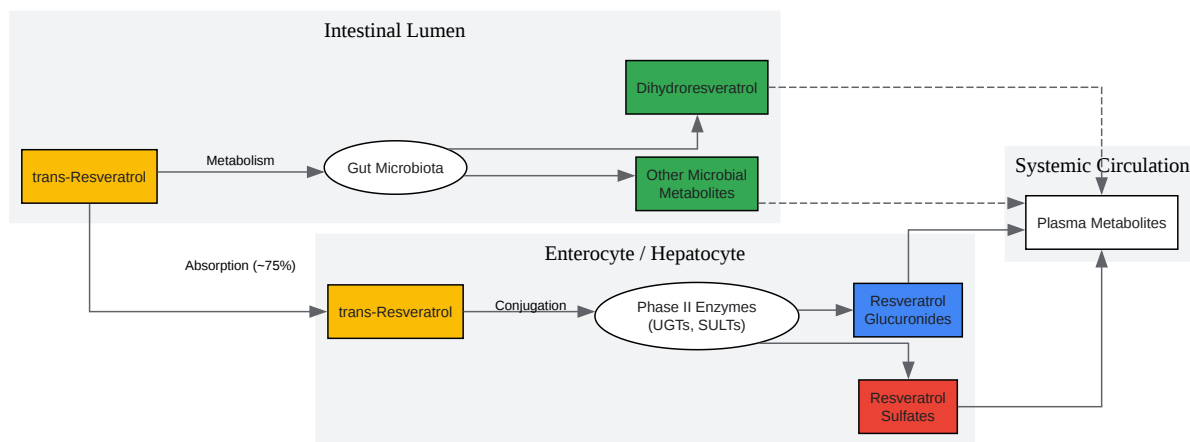 Intestinal Lumen
Dihydroresveratrol
Metabolism
trans-Resveratrol
Gut Microbiota
Other Microbial
Metabolites
Systemic Circulation
Plasma Metabolites
Enterocyte / Hepatocyte
Absorption (~75%)
trans-Resveratrol
Conjugation
Phase II Enzymes
(UGTs, SULTs)
Resveratrol
Glucuronides
Resveratrol
Sulfates